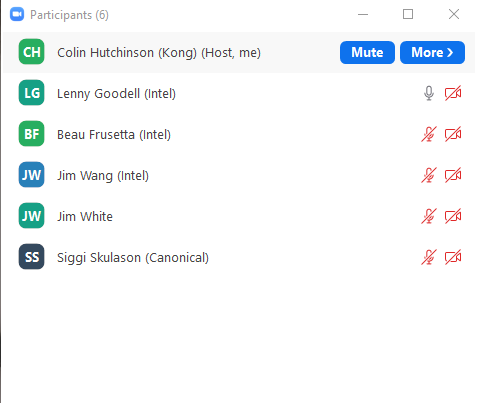 Participants (6)
CH Colin Hutchinson (Kong) (Host, me) Mute More >
LG Lenny Goodell (Intel)
BF Beau Frusetta (Intel)
JW Jim Wang (Intel)
JW Jim White
SS Siggi Skulason (Canonical)